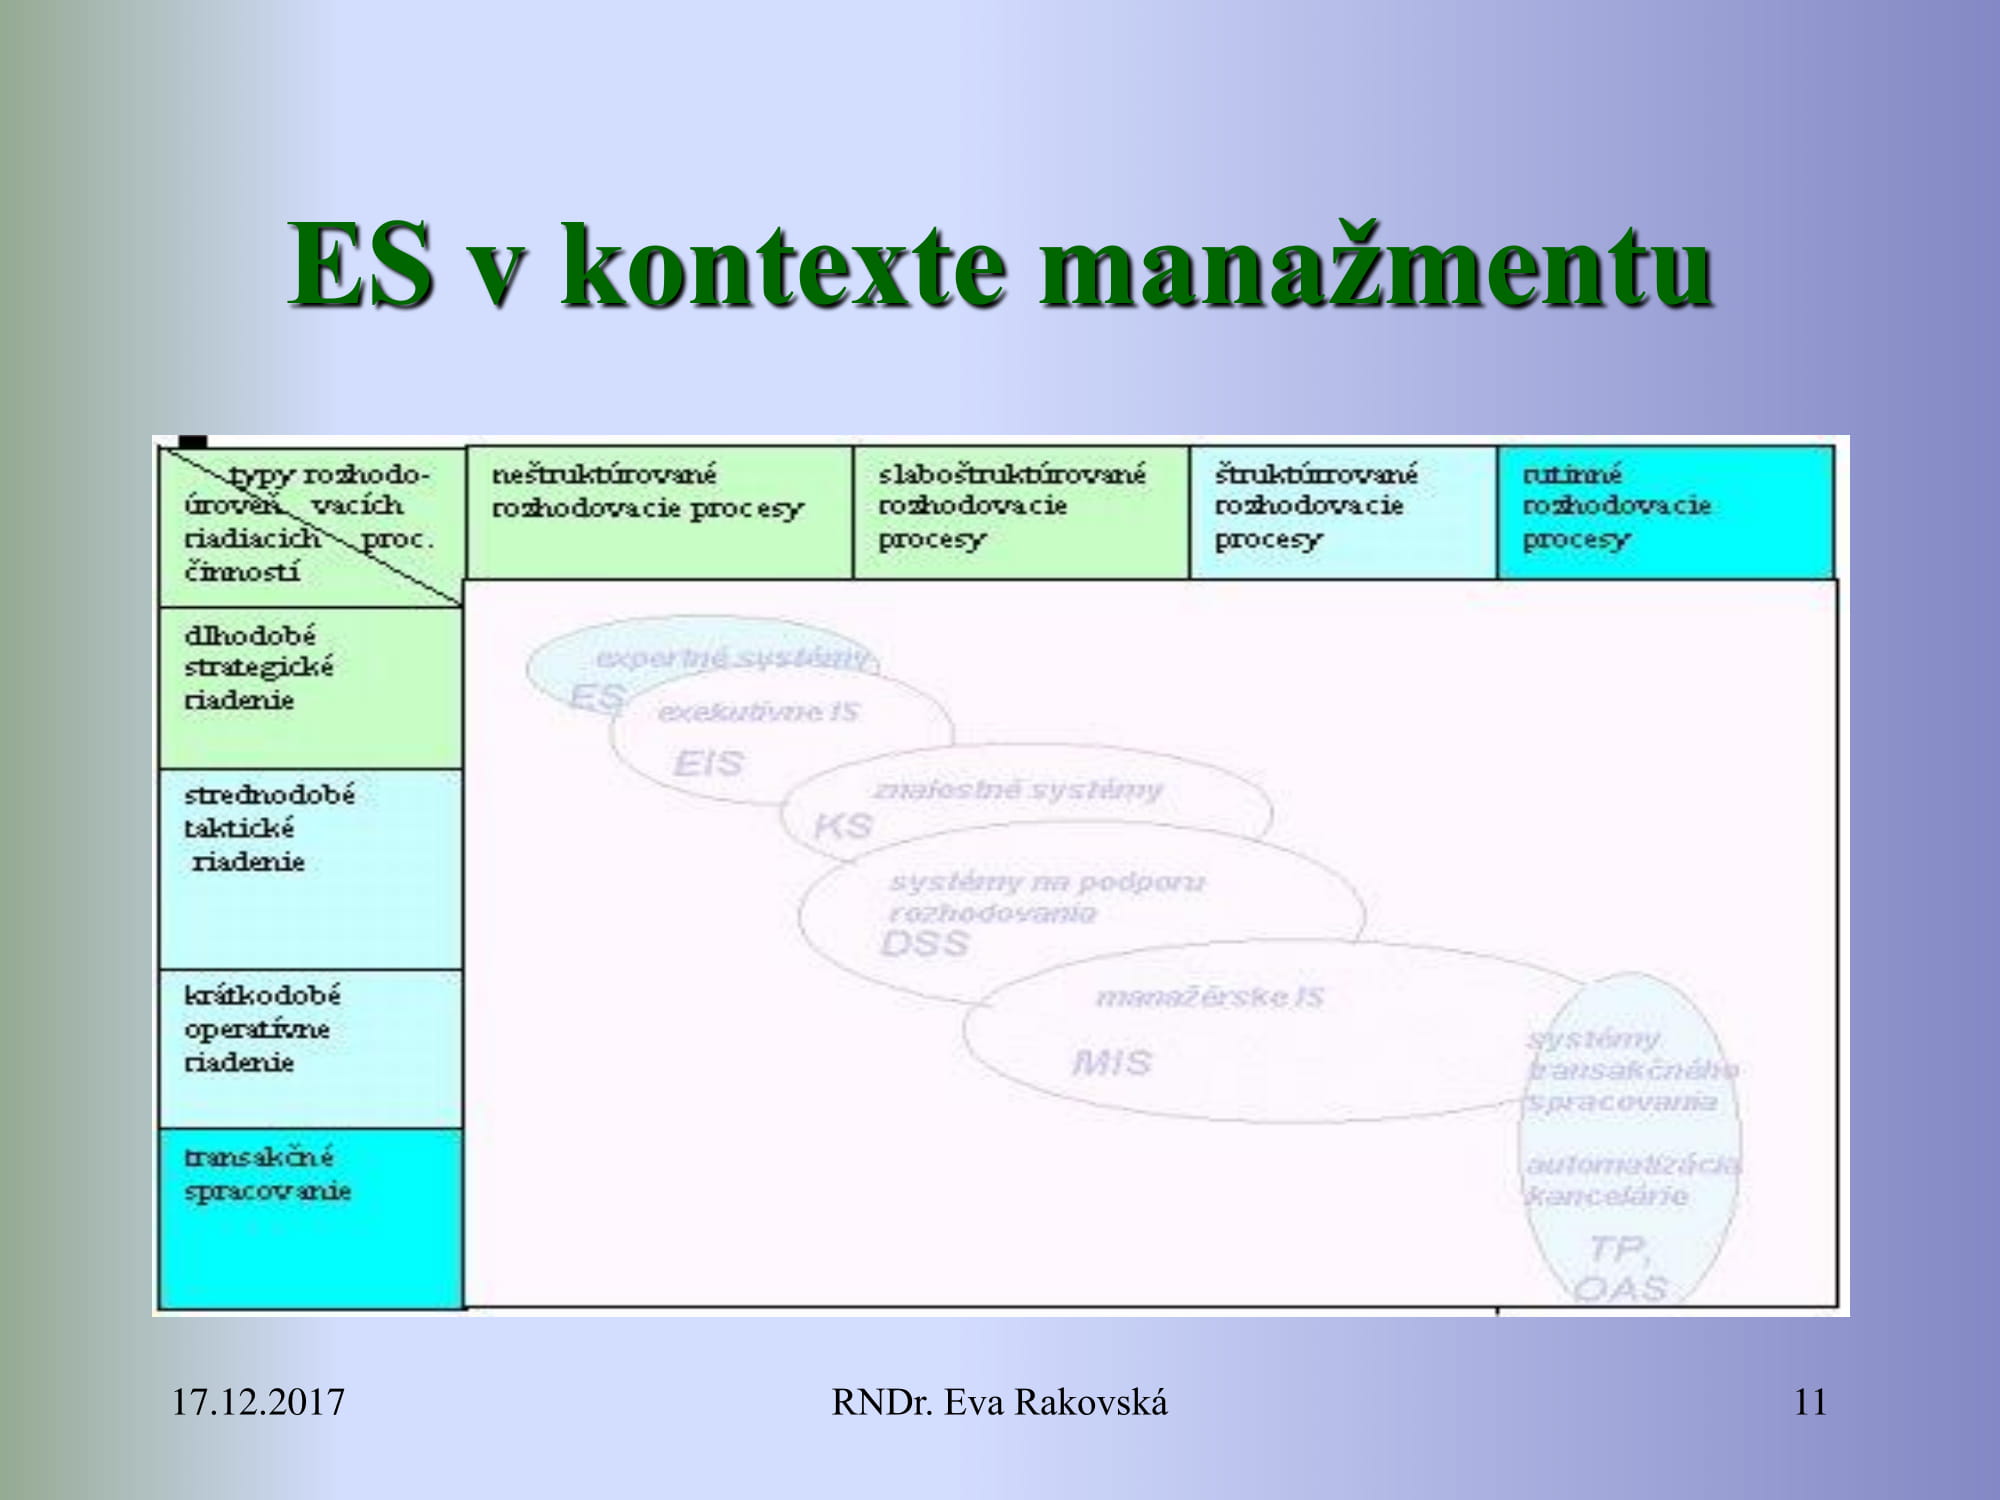 ES v kontexte manažmentu
typy rozhodo-
úroveň vacích
riadiacich proc.
činností
neštruktúrované
rozhodovacie procesy
slaboštruktúrované
rozhodovacie
procesy
štruktúrrované
rozhodovacie
procesy
rutinné
rozhodovacie
procesy
dlhodobé
strategické
riadenie
strednodobé
taktické
riadenie
krátkodobé
operatívne
riadenie
transakčné
spracovanie
expertné systémy
ES
exekutívne IS
EIS
znalostné systémy
KS
systémy na podporu
rozhodovania
DSS
manažérske IS
MIS
systémy
transakčného
spracovania
automatizácia
kancelárie
TP,
OAS
17.12.2017
RNDr. Eva Rakovská
11